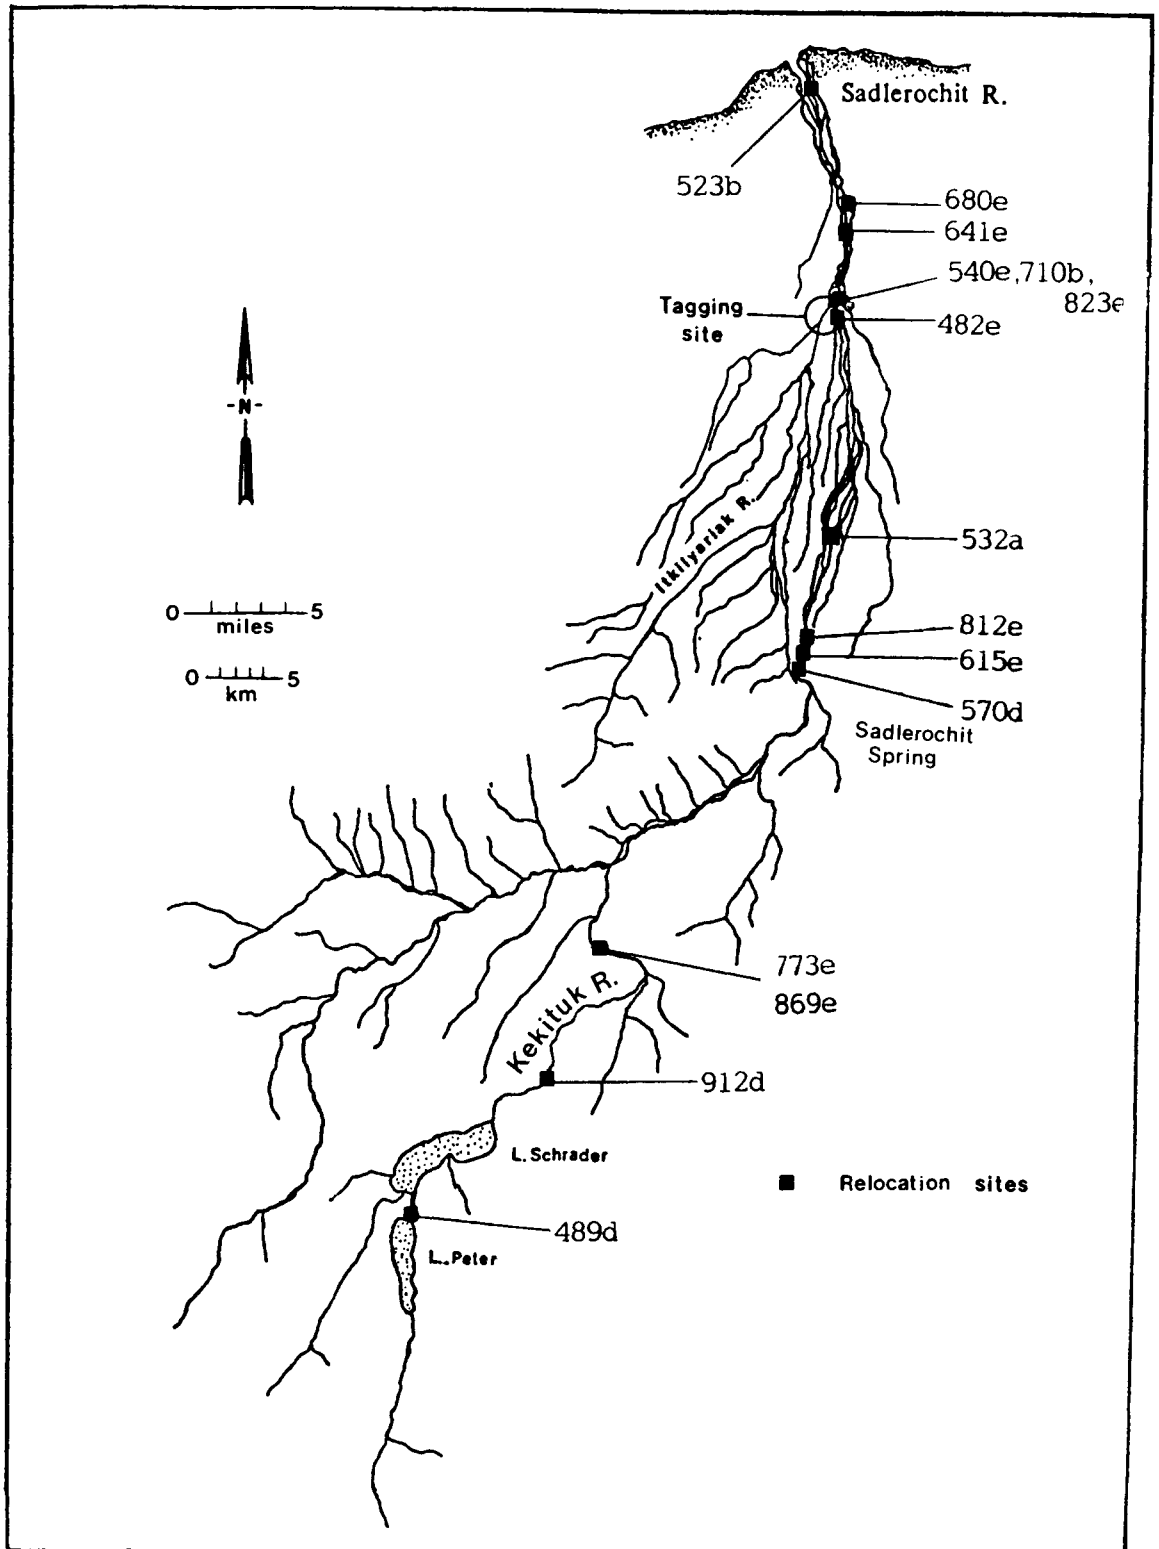 Sadlerochit R.
523b
680e
641e
540e,710b,
823e
Tagging
site
482e
-N-
Itkilyariak R.
532a
0 5
miles
0 5
km
812e
615e
570d
Sadlerochit
Spring
773e
869e
Kekituk R.
912d
L. Schrader
Relocation sites
489d
L. Peter